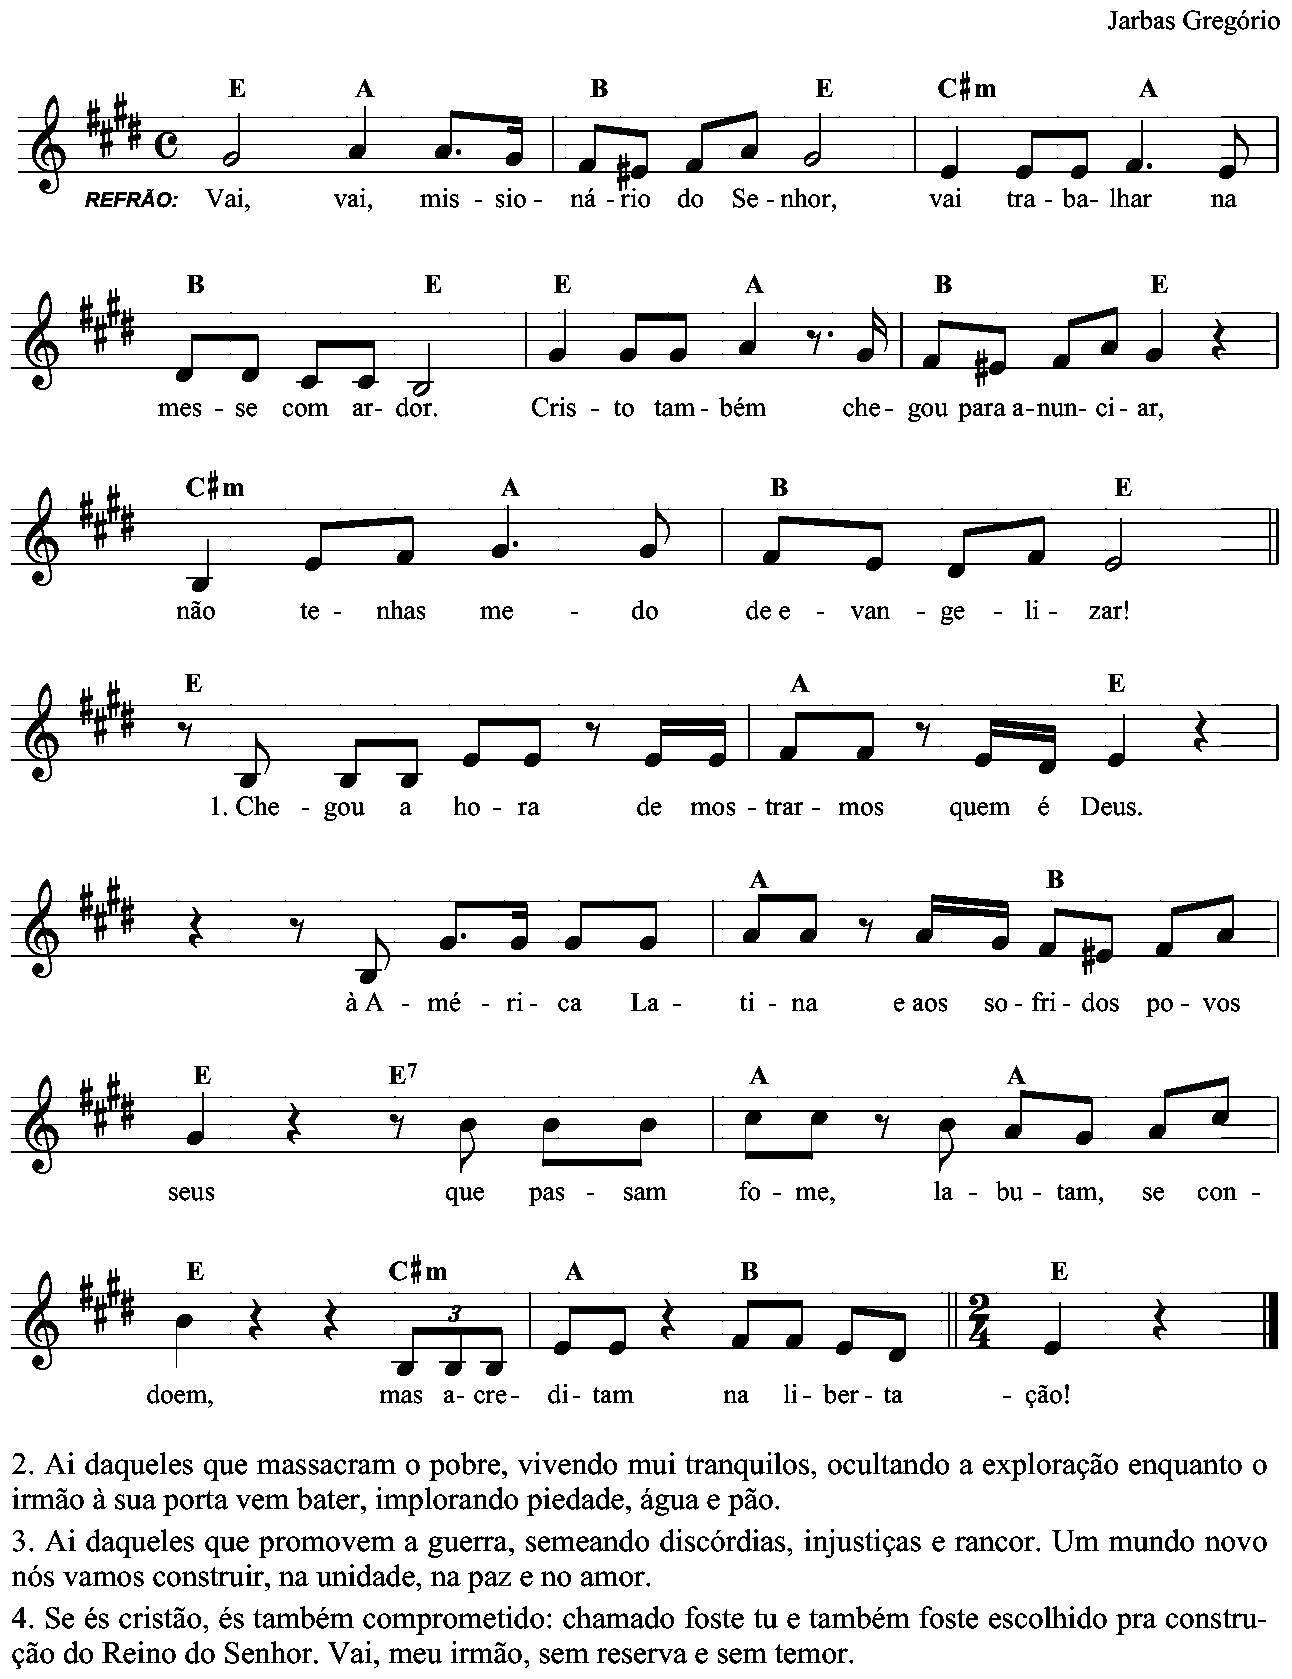 Jarbas Gregório
E A B E C#m A
REFRÃO: Vai, vai, mis - sio - ná - rio do Se - nhor, vai tra - ba - lhar na
B E E A B E
mes - se com ar - dor. Cris - to tam - bém che - gou para a - nun - ci - ar,
C#m A B E
não te - nhas me - do de e - van - ge - li - zar!
E A E
1. Che - gou a ho - ra de mos - trar - mos quem é Deus.
A B
à A - mé - ri - ca La - ti - na e aos so - fri - dos po - vos
E E7 A A
seus que pas - sam fo - me, la - bu - tam, se con -
E C#m A B E
3
2
4
doem, mas a - cre - di - tam na li - ber - ta - ção!
2. Ai daqueles que massacram o pobre, vivendo mui tranquilos, ocultando a exploração enquanto o
irmão à sua porta vem bater, implorando piedade, água e pão.
3. Ai daqueles que promovem a guerra, semeando discórdias, injustiças e rancor. Um mundo novo
nós vamos construir, na unidade, na paz e no amor.
4. Se és cristão, és também comprometido: chamado foste tu e também foste escolhido pra constru-
ção do Reino do Senhor. Vai, meu irmão, sem reserva e sem temor.